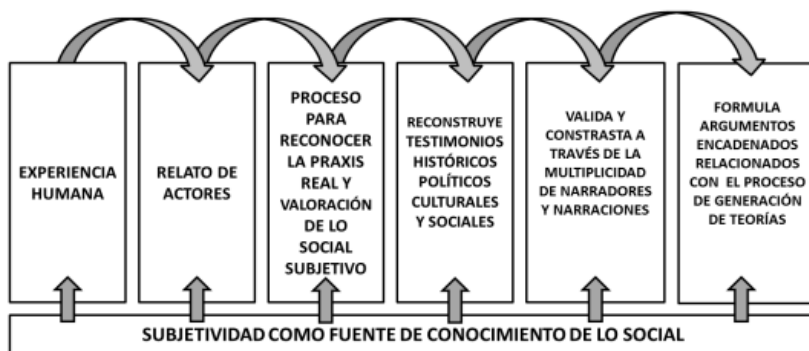 EXPERIENCIA
HUMANA
RELATO DE
ACTORES
PROCESO
PARA
RECONOCER
LA PRAXIS
REAL Y
VALORACIÓN
DE LO
SOCIAL
SUBJETIVO
RECONSTRUYE
TESTIMONIOS
HISTÓRICOS
POLÍTICOS
CULTURALES
Y SOCIALES
VALIDA Y
CONSTRASTA A
TRAVÉS DE LA
MULTIPLICIDAD
DE NARRADORES
Y NARRACIONES
FORMULA
ARGUMENTOS
ENCADENADOS
RELACIONADOS
CON EL PROCESO
DE GENERACIÓN
DE TEORÍAS
SUBJETIVIDAD COMO FUENTE DE CONOCIMIENTO DE LO SOCIAL